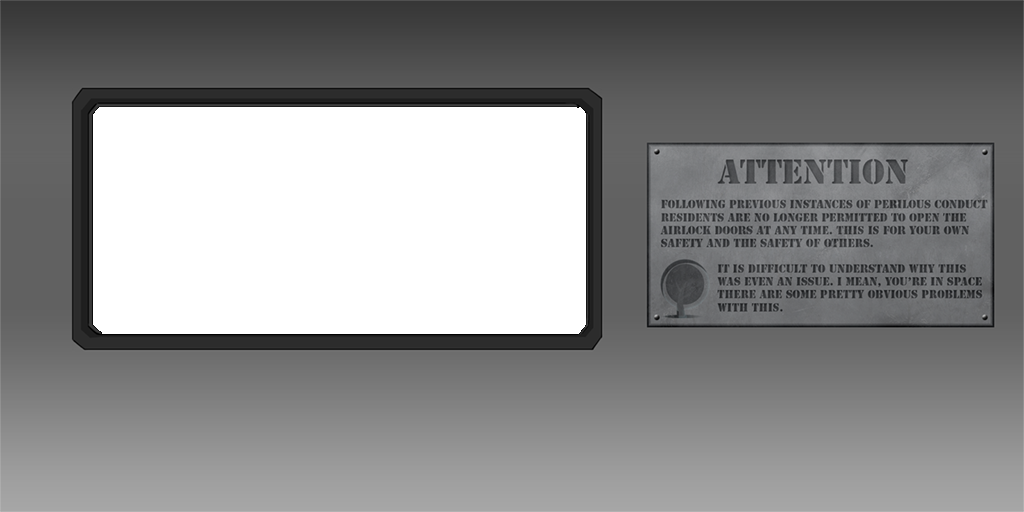 ATTENTION
FOLLOWING PREVIOUS INSTANCES OF PERILOUS CONDUCT
RESIDENTS ARE NO LONGER PERMITTED TO OPEN THE
AIRLOCK DOORS AT ANY TIME. THIS IS FOR YOUR OWN
SAFETY AND THE SAFETY OF OTHERS.
IT IS DIFFICULT TO UNDERSTAND WHY THIS
WAS EVEN AN ISSUE. I MEAN, YOU'RE IN SPACE
THERE ARE SOME PRETTY OBVIOUS PROBLEMS
WITH THIS.